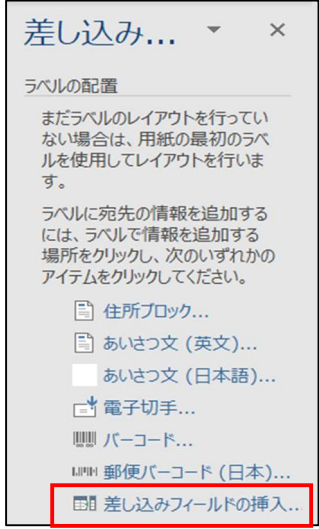 差し込み...
ラベルの配置
まだラベルのレイアウトを行ってい
ない場合は、用紙の最初のラベ
ルを使用してレイアウトを行いま
す。
ラベルに宛先の情報を追加する
には、ラベルで情報を追加する
場所をクリックし、次のいずれかの
アイテムをクリックしてください。
住所ブロック...
あいさつ文 (英文)...
あいさつ文 (日本語)...
電子切手...
バーコード...
郵便バーコード (日本)...
差し込みフィールドの挿入...